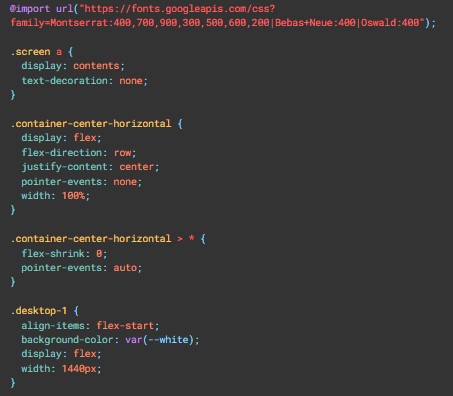 @import url("https://fonts.googleapis.com/css?
family=Montserrat:400,700,900,300,500,600,200|Bebas+Neue:400|Oswald:400");
.screen a {
display: contents;
text-decoration: none;
}
.container-center-horizontal {
display: flex;
flex-direction: row;
justify-content: center;
pointer-events: none;
width: 100%;
}
.container-center-horizontal > * {
flex-shrink: 0;
pointer-events: auto;
}
.desktop-1 {
align-items: flex-start;
background-color: var(--white);
display: flex;
width: 1440px;
}